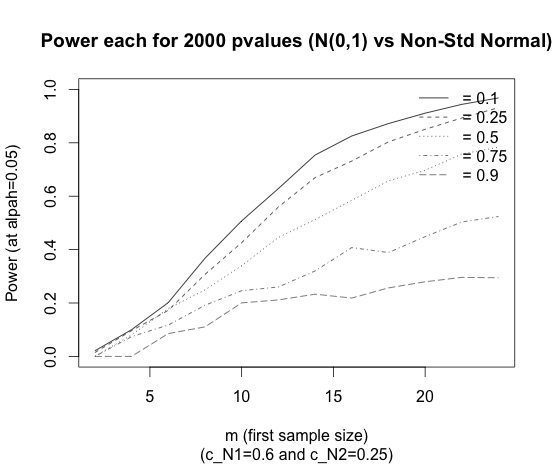 Power each for 2000 pvalues (N(0,1) vs Non-Std Normal)
Power (at alpah=0.05)
1.0
0.8
0.6
0.4
0.2
0.0
= 0.1
= 0.25
= 0.5
= 0.75
= 0.9
5 10 15 20
m (first sample size)
(c_N1=0.6 and c_N2=0.25)